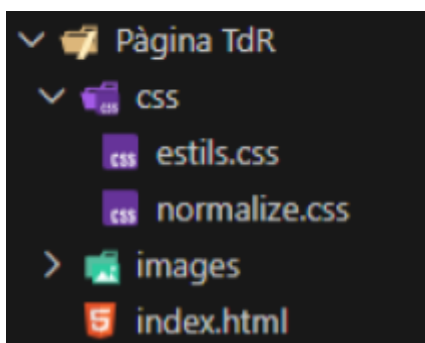 Pàgina TdR
css
estils.css
normalize.css
images
index.html